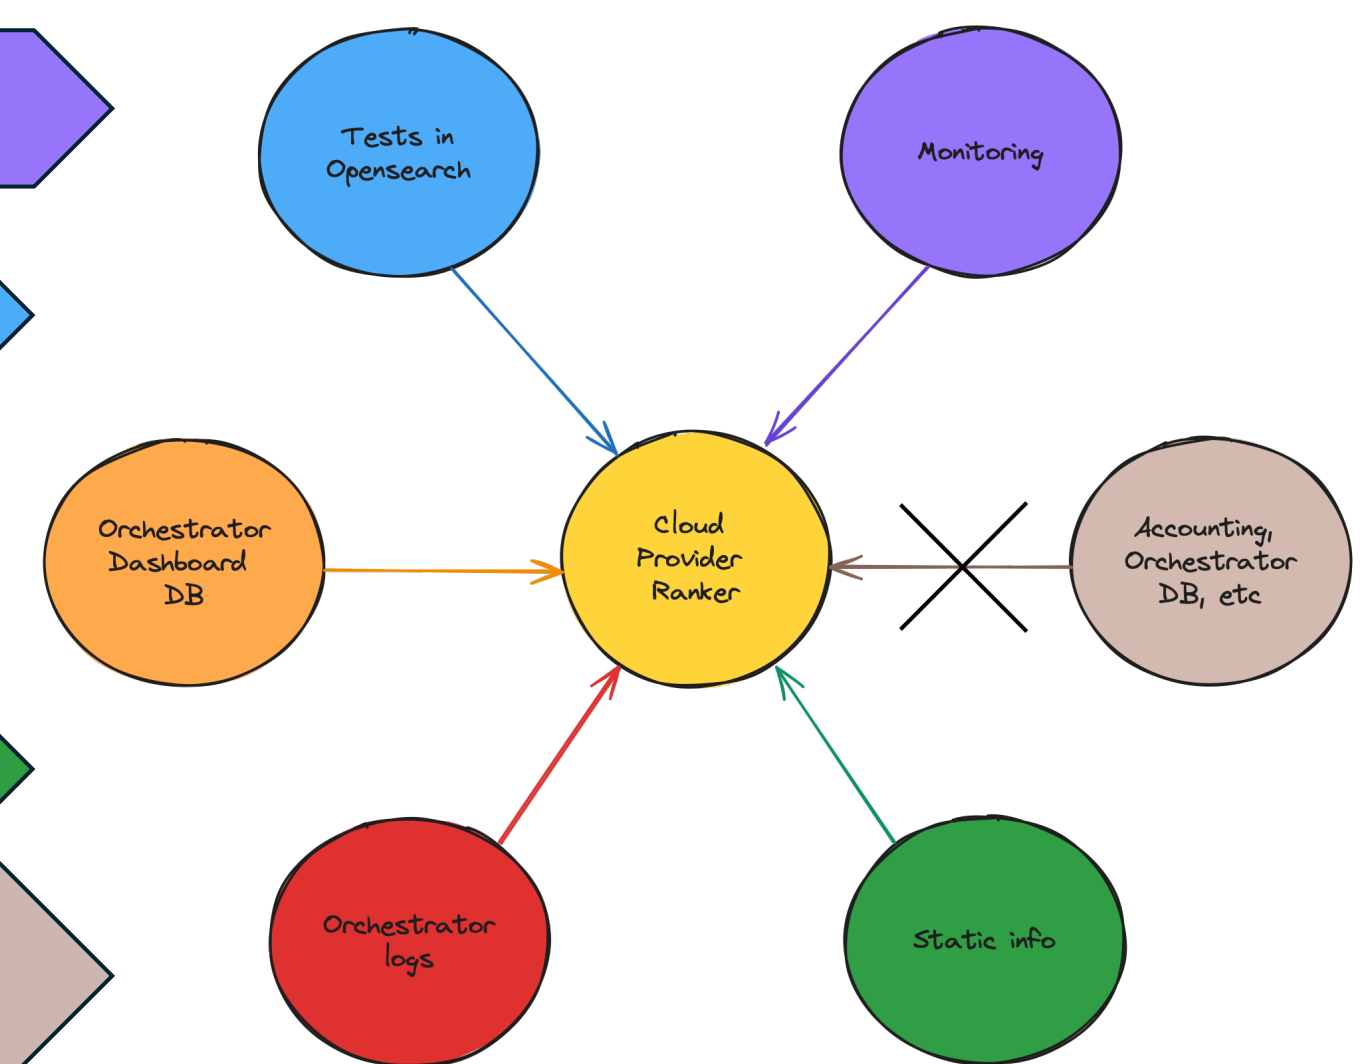 Tests in
Opensearch
Monitoring
Orchestrator
Dashboard
DB
Cloud
Provider
Ranker
Accounting,
Orchestrator
DB, etc
Orchestrator
logs
Static info